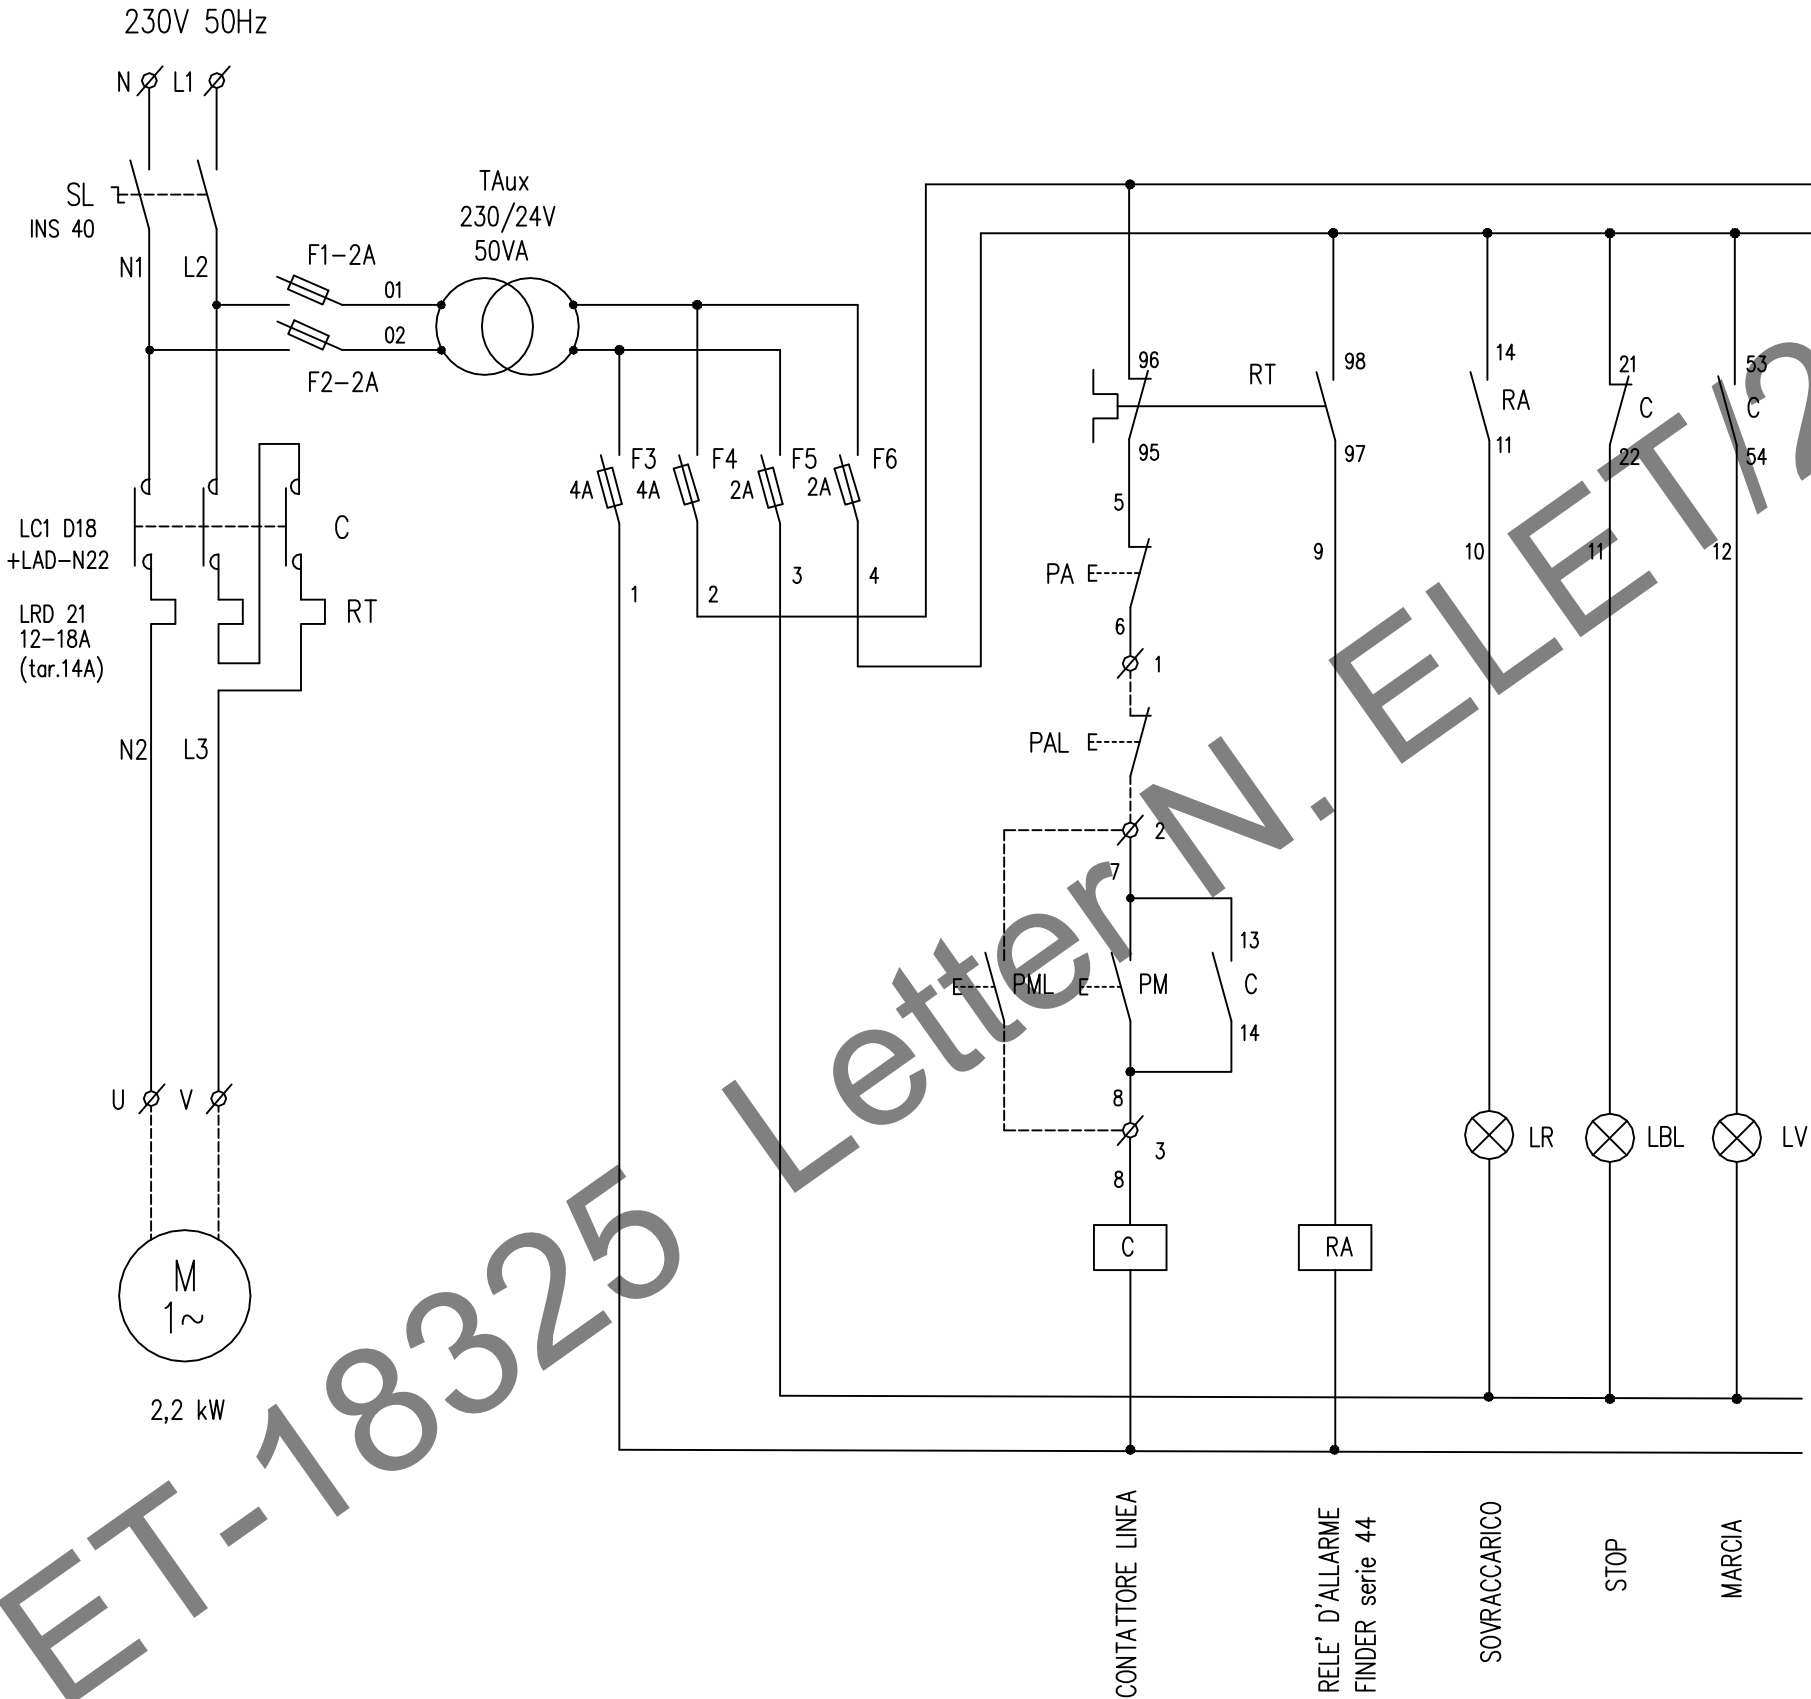 230V 50Hz
N L1
SL
INS 40
N1 L2
F1-2A
01
02
F2-2A
TAux
230/24V
50VA
F3
4A
F4
4A
F5
2A
F6
2A
1
2
3
4
LC1 D18
+LAD-N22
C
LRD 21
12-18A
(tar.14A)
RT
N2 L3
U V
M
1~
2,2 kW
96
95
RT
98
97
14
RA
11
21
C
22
53
C
54
5
PA E
6
1
PAL E
2
7
E PML
E PM
13
C
14
8
3
8
9
10
11
12
C
RA
LR
LBL
LV
CONTATTORE LINEA
RELE' D'ALLARME
FINDER serie 44
SOVRACCARICO
STOP
MARCIA
ET-18325 Letter N. ELET/2